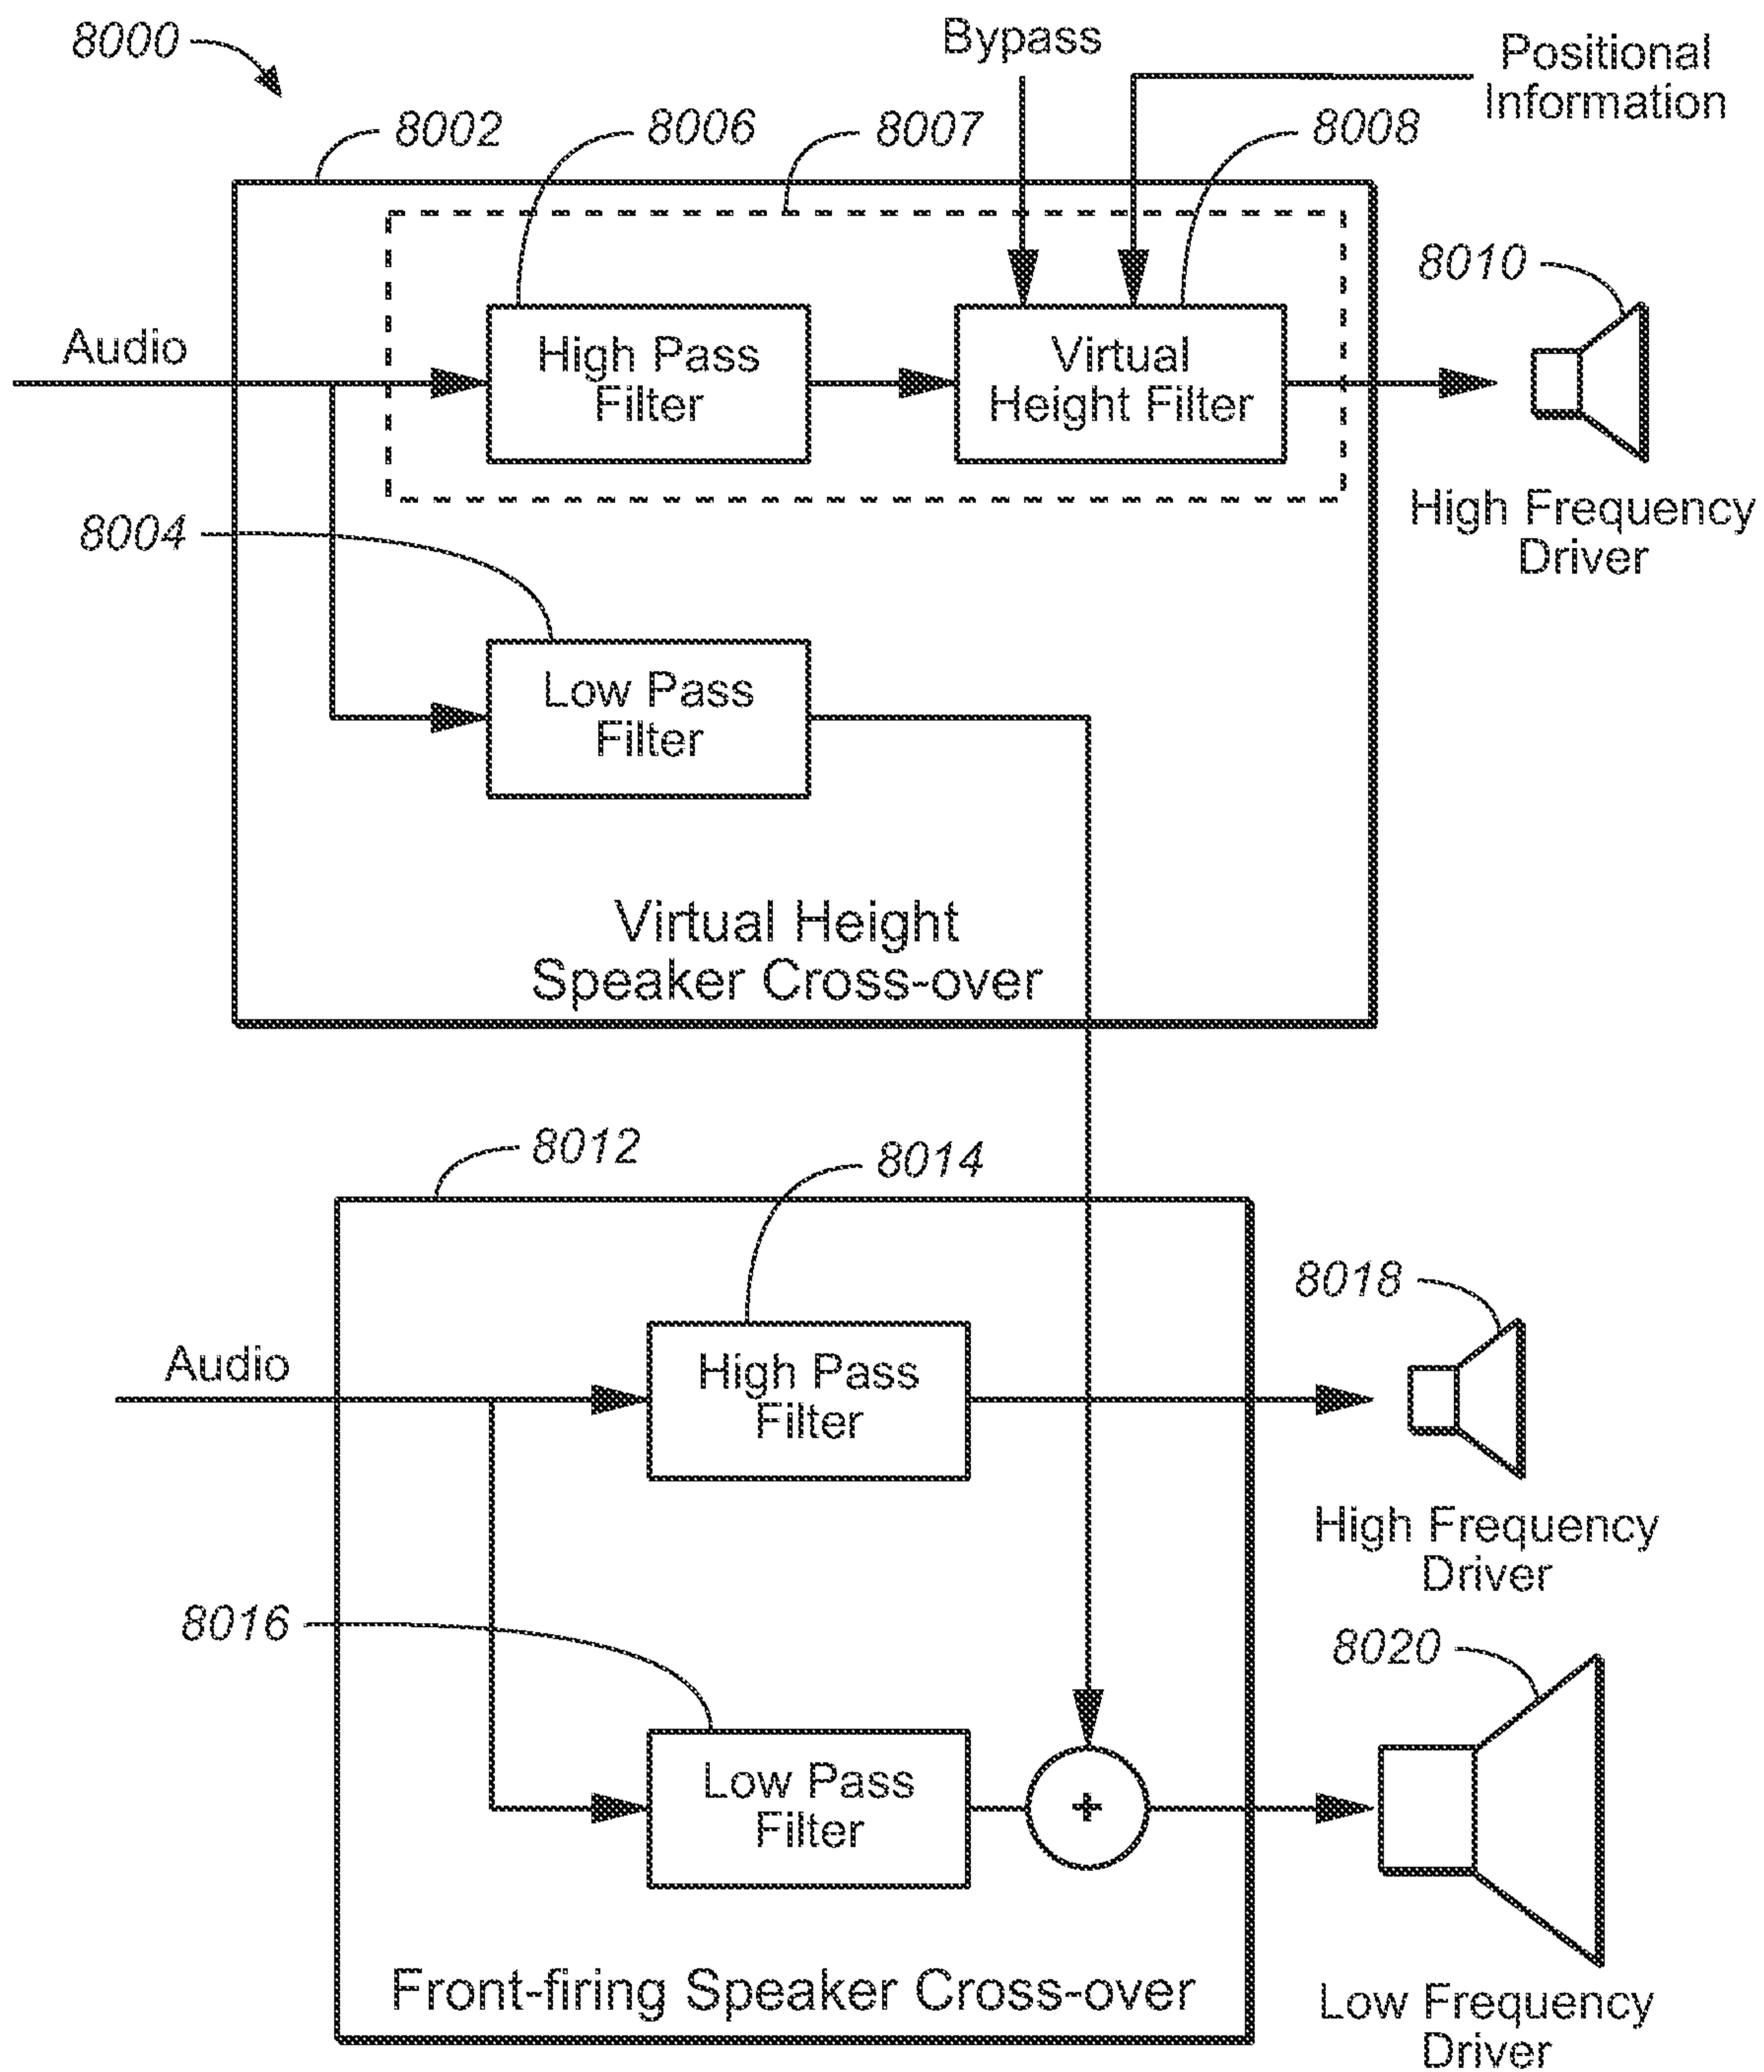 8000
Bypass
Positional
Information
8002
8006
8007
8008
8010
Audio
High Pass
Filter
Virtual
Height Filter
High Frequency
Driver
8004
Low Pass
Filter
Virtual Height
Speaker Cross-over
8012
8014
8018
Audio
High Pass
Filter
High Frequency
Driver
8016
8020
Low Pass
Filter
+
Front-firing Speaker Cross-over
Low Frequency
Driver